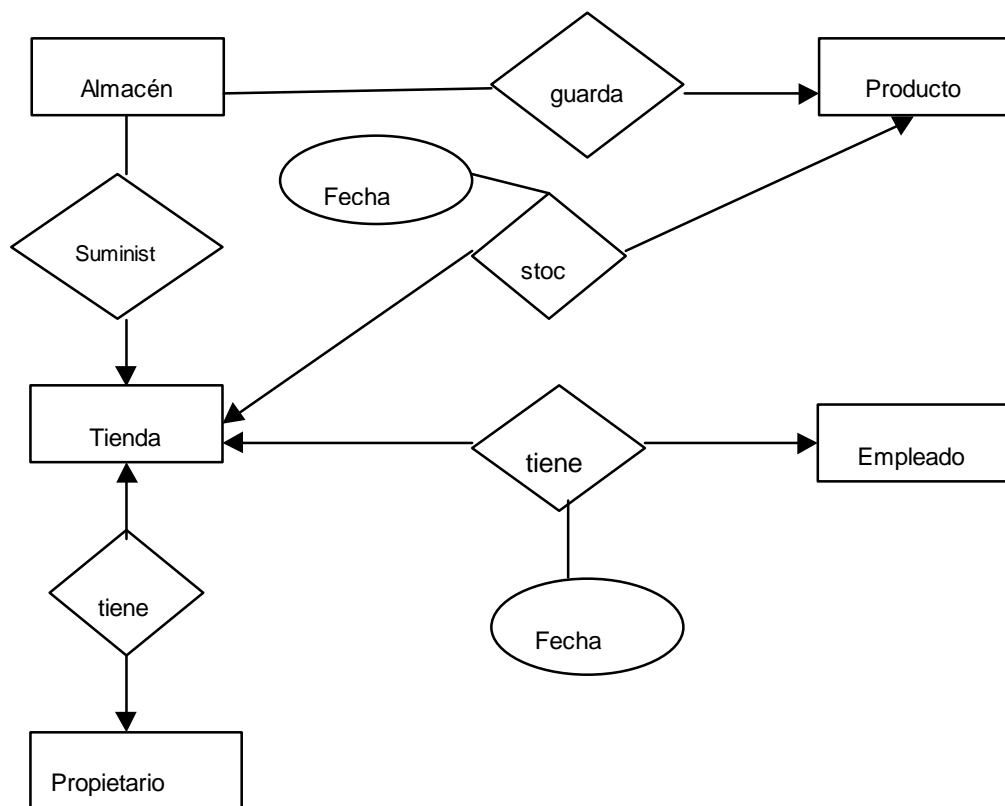 Almacén
guarda
Producto
Fecha
Suminist
stoc
Tienda
tiene
Empleado
tiene
Fecha
Propietario